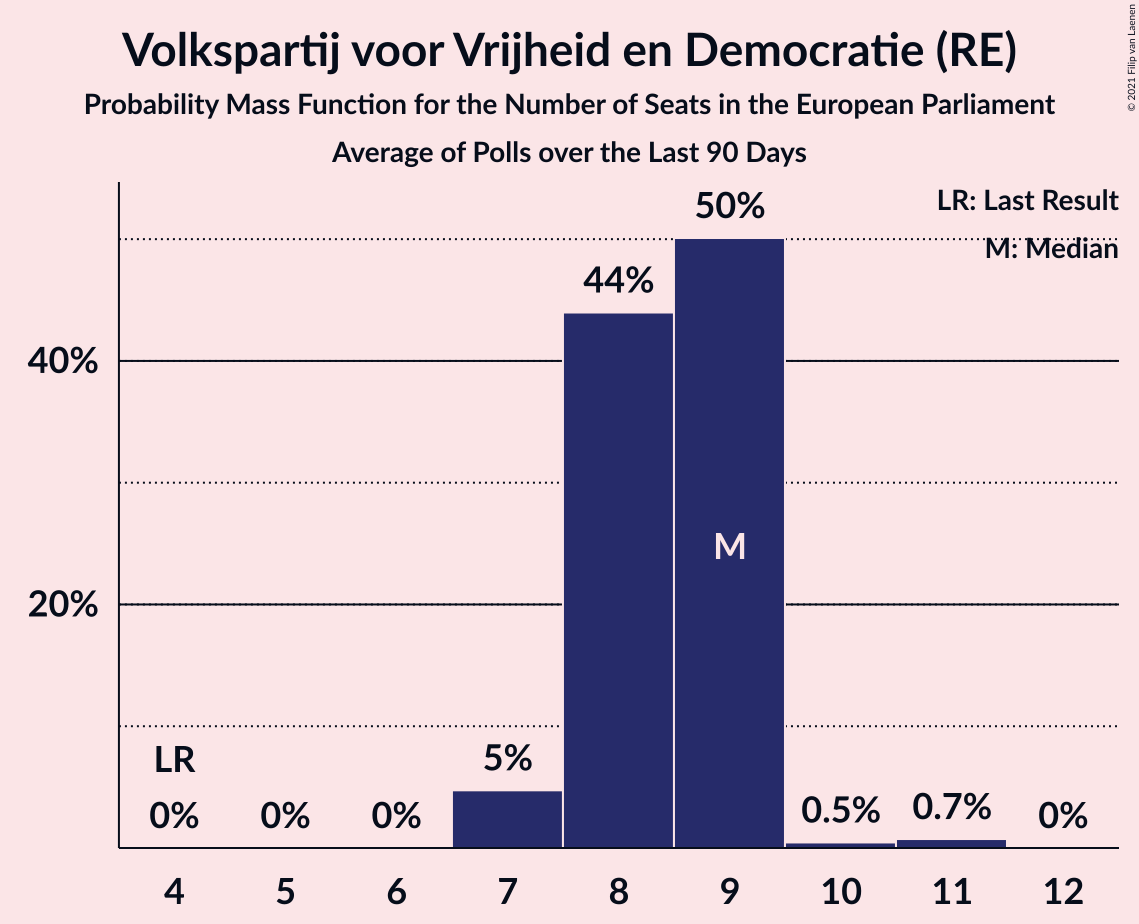 Volkspartij voor Vrijheid en Democratie (RE)
Probability Mass Function for the Number of Seats in the European Parliament
Average of Polls over the Last 90 Days
© 2021 Filip van Laenen
LR: Last Result
M: Median
50%
44%
40%
M
20%
LR
5%
0% 0% 0% 0.5% 0.7% 0%
4 5 6 7 8 9 10 11 12